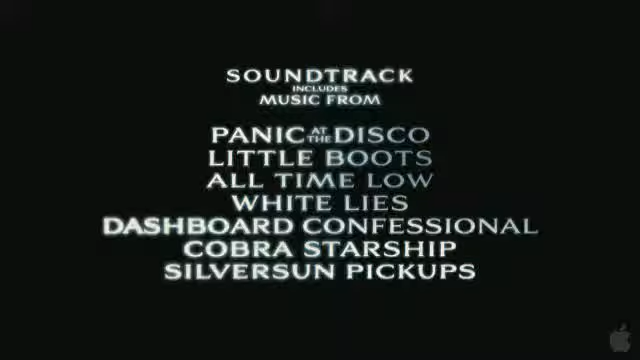 SOUNDTRACK
INCLUDES
MUSIC FROM
PANIC AT THE DISCO
LITTLE BOOTS
ALL TIME LOW
WHITE LIES
DASHBOARD CONFESSIONAL
COBRA STARSHIP
SILVERSUN PICKUPS